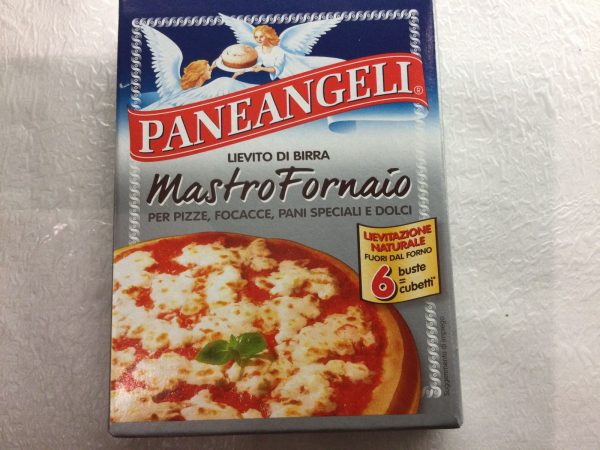 PANEANGELI®
LIEVITO DI BIRRA
MastroFornaio
PER PIZZE, FOCACCE, PANI SPECIALI E DOLCI
LIEVITAZIONE
NATURALE
FUORI DAL FORNO
6 buste
=
cubetti